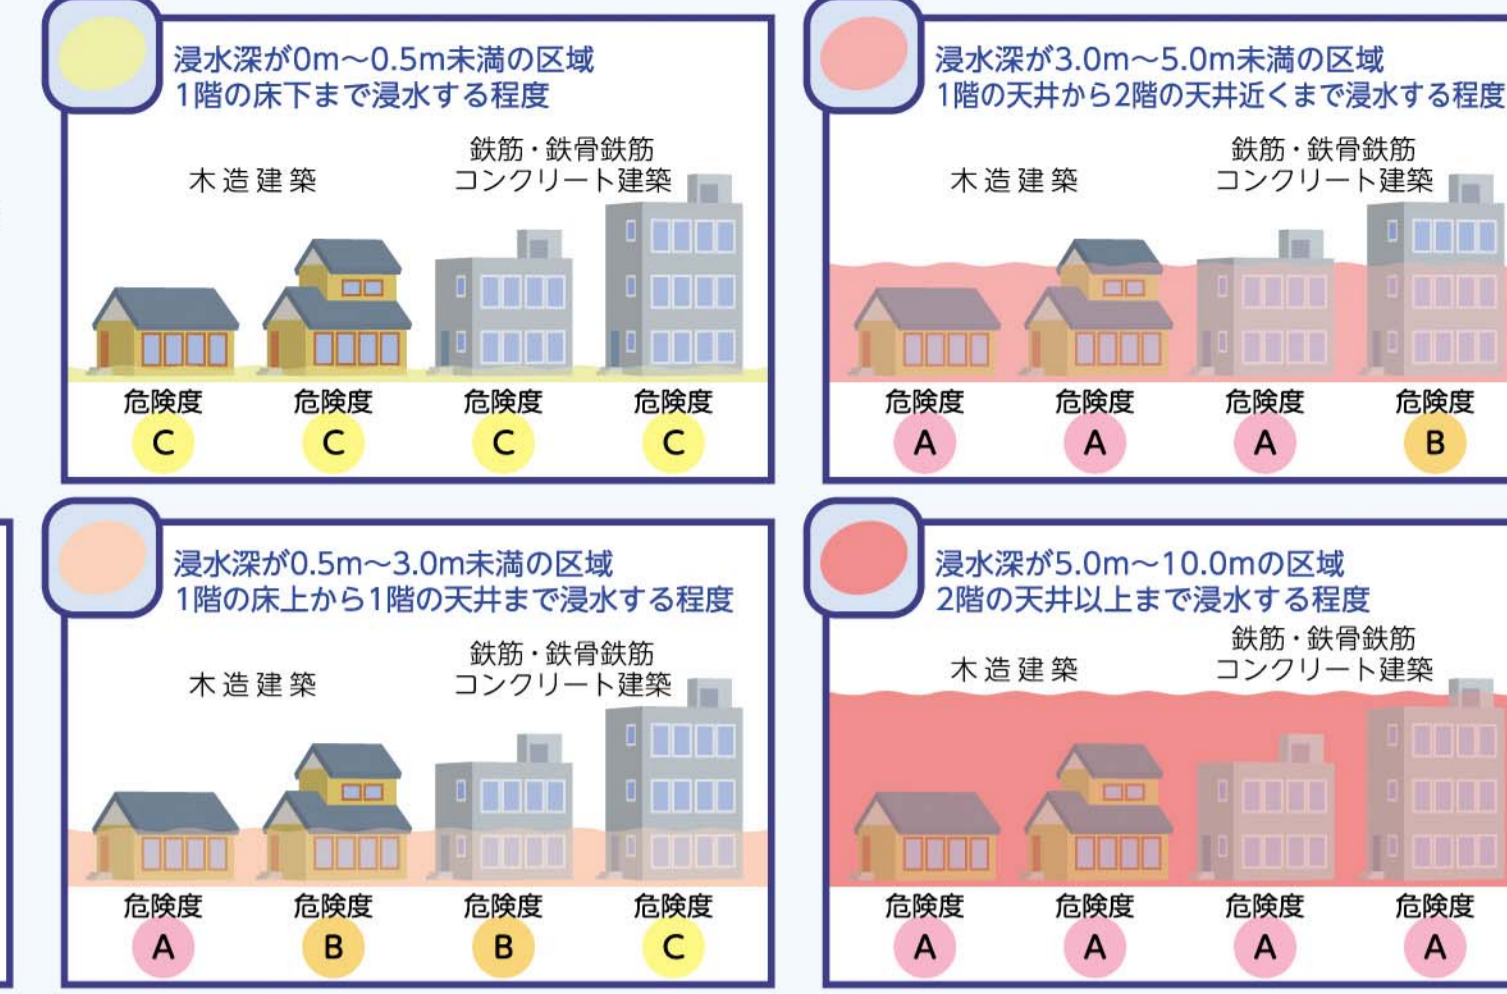 浸水深が0m～0.5m未満の区域
1階の床下まで浸水する程度
木造建築
鉄筋・鉄骨鉄筋
コンクリート建築
危険度
C
危険度
C
危険度
C
危険度
C
浸水深が3.0m～5.0m未満の区域
1階の天井から2階の天井近くまで浸水する程度
木造建築
鉄筋・鉄骨鉄筋
コンクリート建築
危険度
A
危険度
A
危険度
A
危険度
B
浸水深が0.5m～3.0m未満の区域
1階の床上から1階の天井まで浸水する程度
木造建築
鉄筋・鉄骨鉄筋
コンクリート建築
危険度
A
危険度
B
危険度
B
危険度
C
浸水深が5.0m～10.0mの区域
2階の天井以上まで浸水する程度
木造建築
鉄筋・鉄骨鉄筋
コンクリート建築
危険度
A
危険度
A
危険度
A
危険度
A